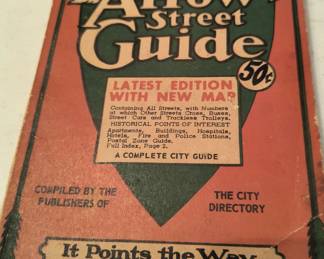 Arrow
Street
Guide
50¢
LATEST EDITION
WITH NEW MAP
Containing All Streets, with Numbers
at which Other Streets Cross, Buses,
Street Cars and Trackless Trolleys.
HISTORICAL POINTS OF INTEREST
Apartments, Buildings, Hospitals,
Hotels, Fire and Police Stations,
Postal Zone Guide.
Full Index, Page 2.
A COMPLETE CITY GUIDE
COMPILED BY THE
PUBLISHERS OF
THE CITY
DIRECTORY
It Points the Way